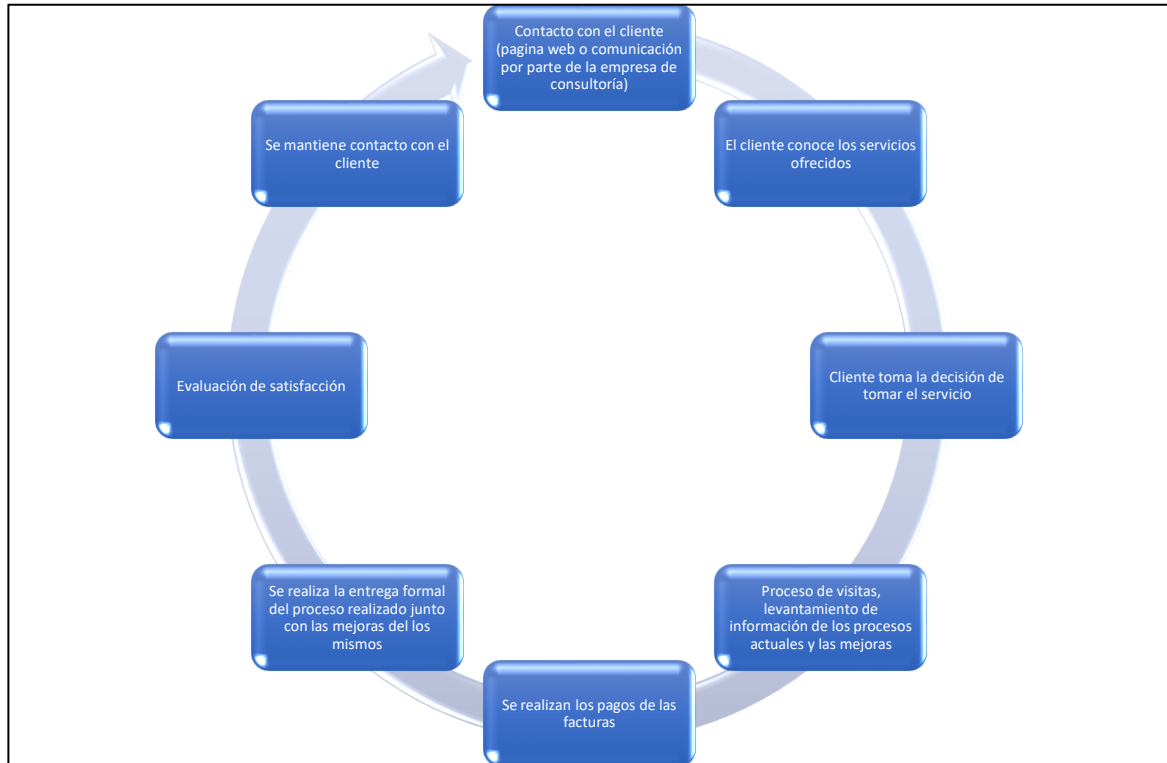 Contacto con el cliente
(pagina web o comunicación
por parte de la empresa de
consultoría)
El cliente conoce los servicios
ofrecidos
Cliente toma la decisión de
tomar el servicio
Proceso de visitas,
levantamiento de
información de los procesos
actuales y las mejoras
Se realizan los pagos de las
facturas
Se realiza la entrega formal
del proceso realizado junto
con las mejoras del los
mismos
Evaluación de satisfacción
Se mantiene contacto con el
cliente